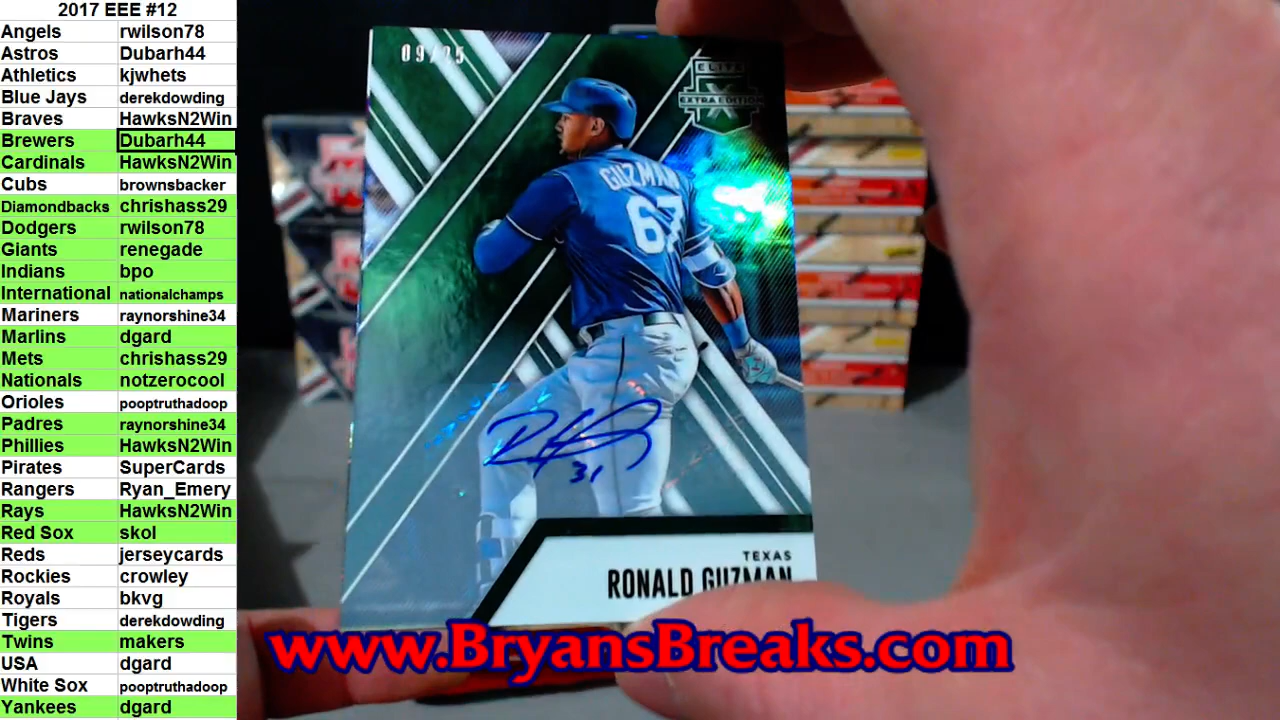 2017 EEE #12
Angels rwilson78
Astros Dubarh44
Athletics kjwhets
Blue Jays derekdowding
Braves HawksN2Win
Brewers Dubarh44
Cardinals HawksN2Win
Cubs brownsbacker
Diamondbacks chrishass29
Dodgers rwilson78
Giants renegade
Indians bpo
International nationalchamps
Mariners raynorshine34
Marlins dgard
Mets chrishass29
Nationals notzerocool
Orioles pooptruthadoop
Padres raynorshine34
Phillies HawksN2Win
Pirates SuperCards
Rangers Ryan_Emery
Rays HawksN2Win
Red Sox skol
Reds jerseycards
Rockies crowley
Royals bkvg
Tigers derekdowding
Twins makers
USA dgard
White Sox pooptruthadoop
Yankees dgard
09/25
ELITE
EXTRA EDITION
GUZMAN
67
31
TEXAS
RONALD GUZMAN
www.BryansBreaks.com